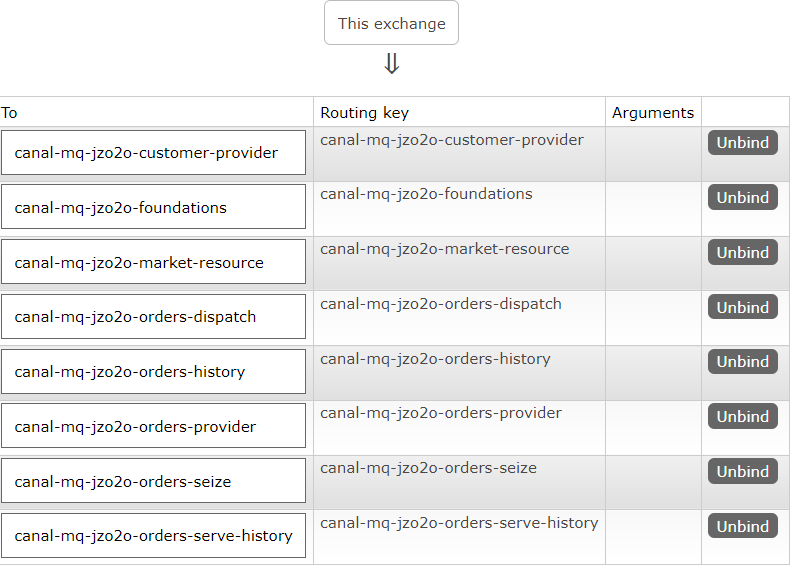 This exchange
⇓
To Routing key Arguments
canal-mq-jzo2o-customer-provider canal-mq-jzo2o-customer-provider Unbind
canal-mq-jzo2o-foundations canal-mq-jzo2o-foundations Unbind
canal-mq-jzo2o-market-resource canal-mq-jzo2o-market-resource Unbind
canal-mq-jzo2o-orders-dispatch canal-mq-jzo2o-orders-dispatch Unbind
canal-mq-jzo2o-orders-history canal-mq-jzo2o-orders-history Unbind
canal-mq-jzo2o-orders-provider canal-mq-jzo2o-orders-provider Unbind
canal-mq-jzo2o-orders-seize canal-mq-jzo2o-orders-seize Unbind
canal-mq-jzo2o-orders-serve-history canal-mq-jzo2o-orders-serve-history Unbind